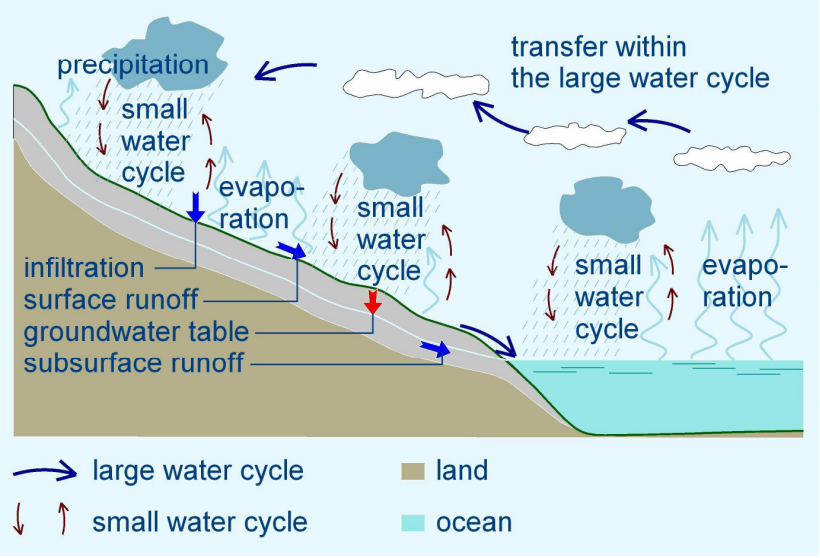 transfer within
the large water cycle
precipitation
small
water
cycle
evapo-
ration
small
water
cycle
small
water
cycle
evapo-
ration
infiltration
surface runoff
groundwater table
subsurface runoff
large water cycle
land
small water cycle
ocean